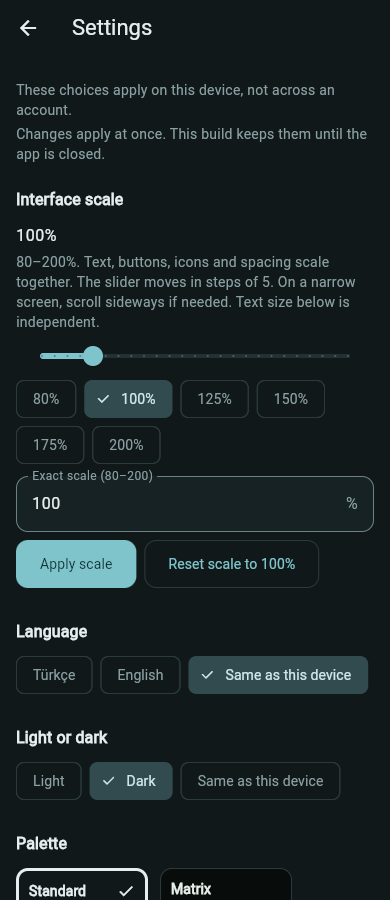 Settings
These choices apply on this device, not across an
account.
Changes apply at once. This build keeps them until the
app is closed.
Interface scale
100%
80–200%. Text, buttons, icons and spacing scale
together. The slider moves in steps of 5. On a narrow
screen, scroll sideways if needed. Text size below is
independent.
80% 100% 125% 150%
175% 200%
Exact scale (80–200)
100 %
Apply scale Reset scale to 100%
Language
Türkçe English Same as this device
Light or dark
Light Dark Same as this device
Palette
Standard Matrix